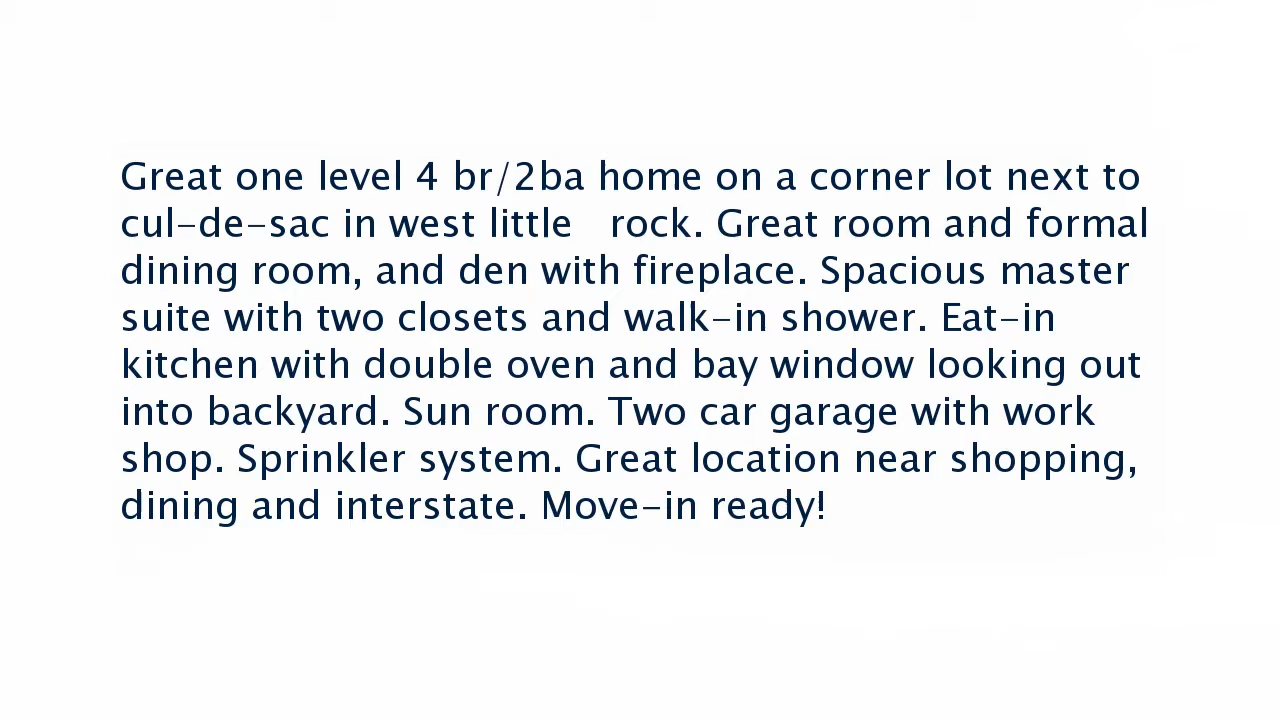 Great one level 4 br/2ba home on a corner lot next to
cul-de-sac in west little   rock. Great room and formal
dining room, and den with fireplace. Spacious master
suite with two closets and walk-in shower. Eat-in
kitchen with double oven and bay window looking out
into backyard. Sun room. Two car garage with work
shop. Sprinkler system. Great location near shopping,
dining and interstate. Move-in ready!